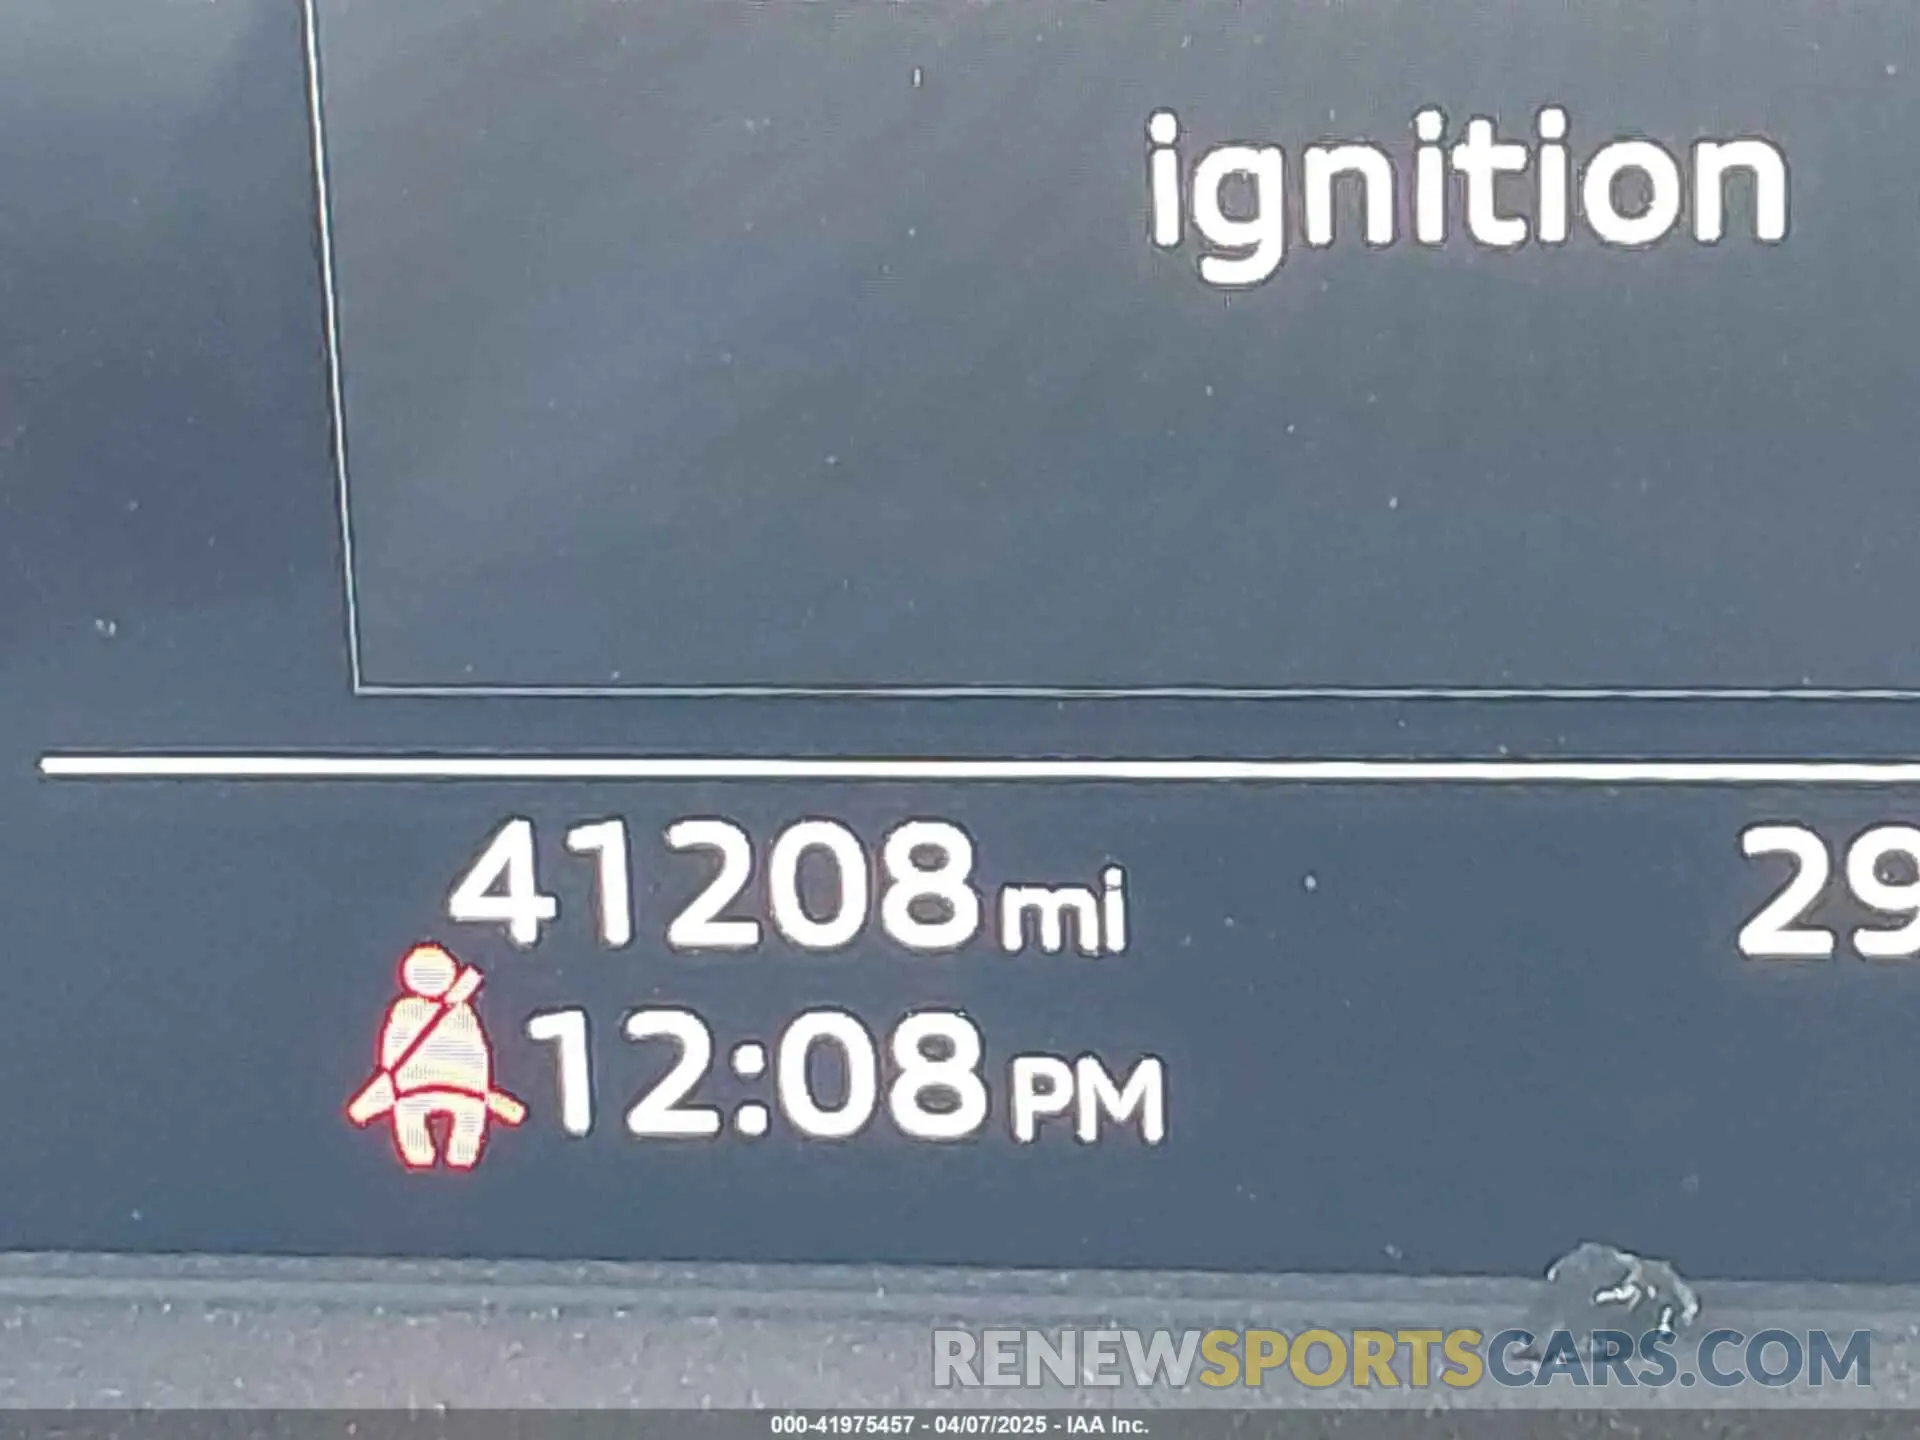 ignition
41208 mi
29
12:08 PM
RENEWSPORTSCARS.COM
000-41975457 - 04/07/2025 - IAA Inc.